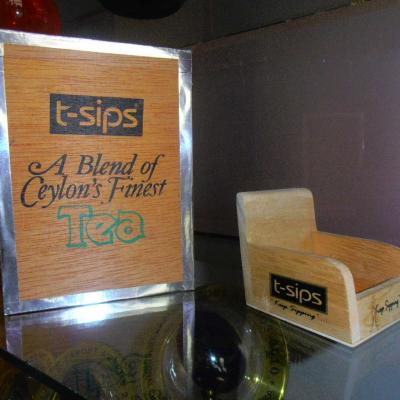 t-sips
A Blend of
Ceylon's Finest
Tea
t-sips
Keep Sipping